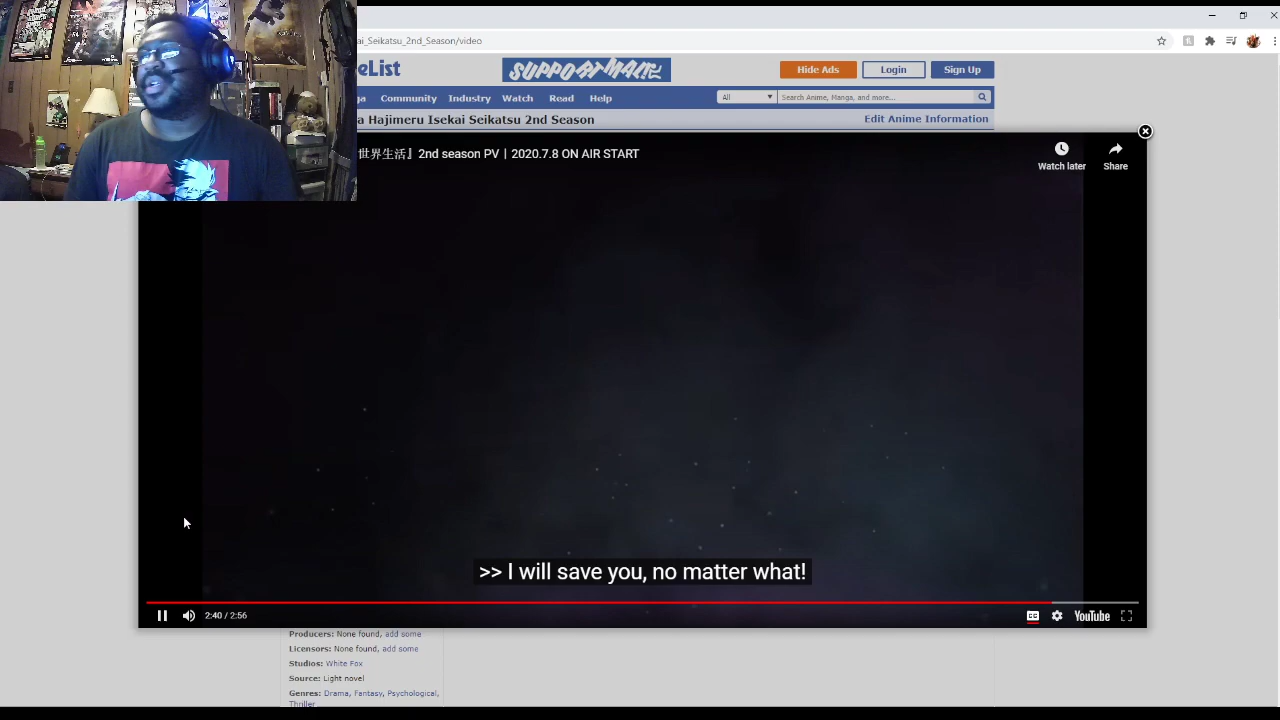 ai_Seikatsu_2nd_Season/video
eList
SUPPORT MAL
Hide Ads Login Sign Up
ga Community Industry Watch Read Help
All Search Anime, Manga, and more...
a Hajimeru Isekai Seikatsu 2nd Season Edit Anime Information
世界生活』2nd season PV | 2020.7.8 ON AIR START
Watch later Share
>> I will save you, no matter what!
2:40 / 2:56 YouTube
Producers: None found, add some
Licensors: None found, add some
Studios: White Fox
Source: Light novel
Genres: Drama, Fantasy, Psychological,
Thriller